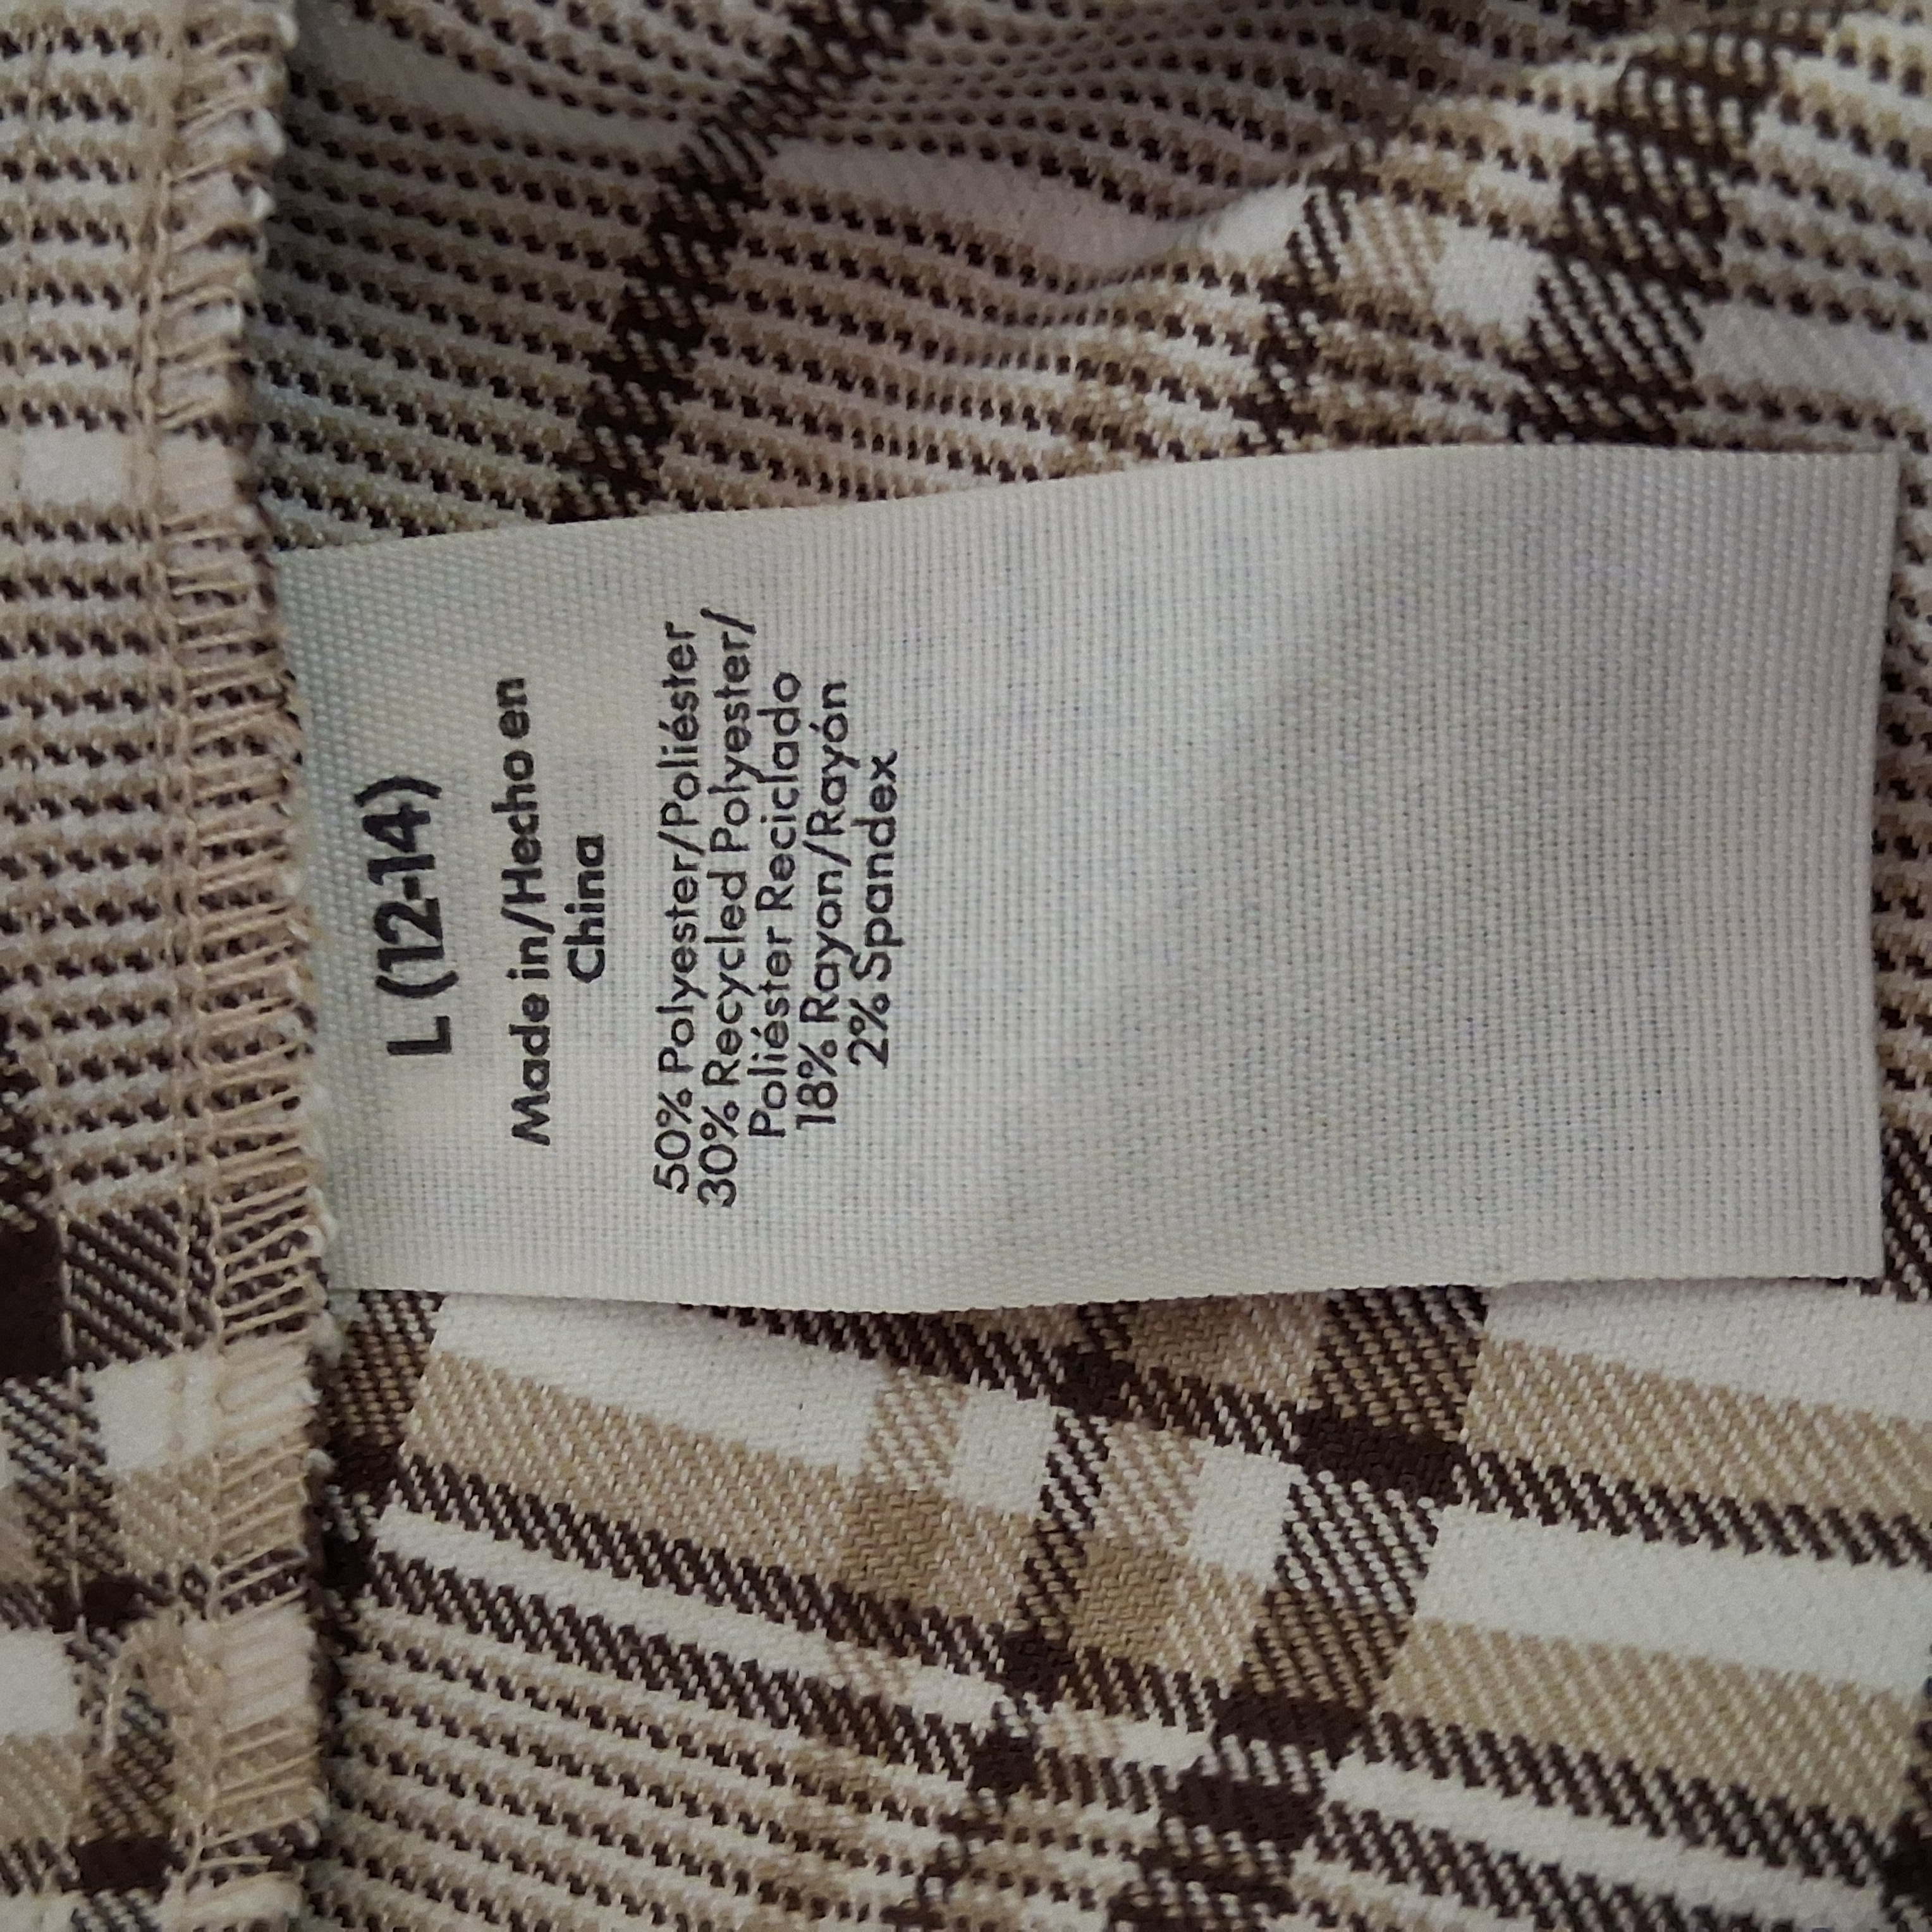 L (12-14)
Made in/Hecho en
China
50% Polyester/Poliéster
30% Recycled Polyester/
Poliéster Reciclado
18% Rayon/Rayón
2% Spandex